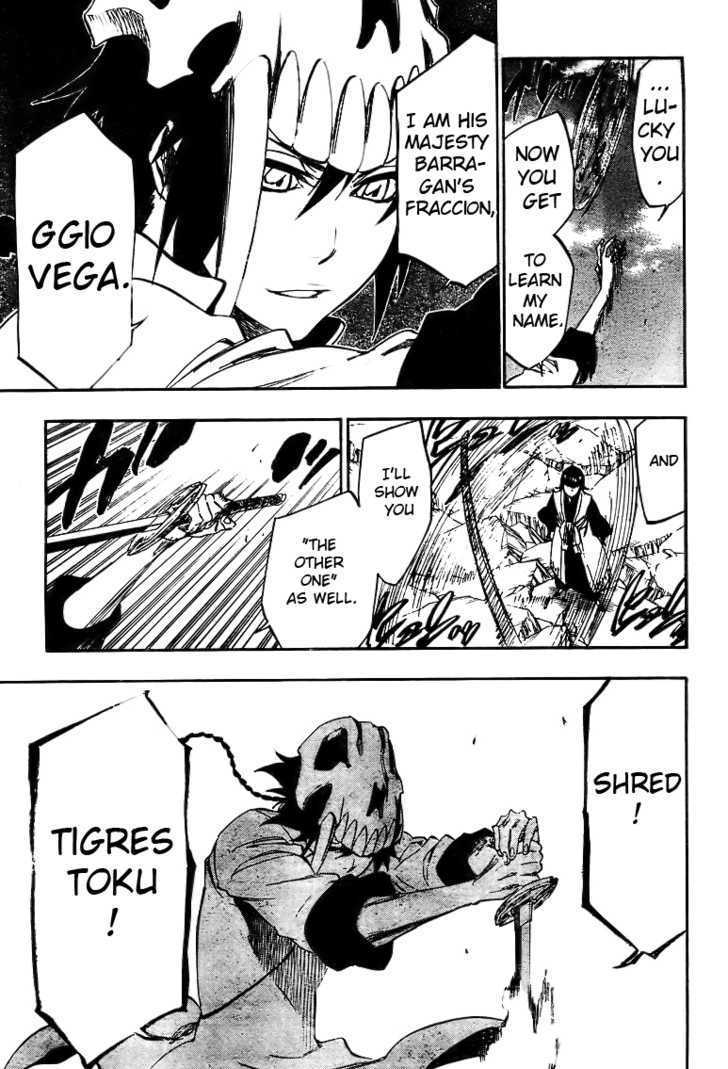 ...
LU-
CKY
YOU
.
NOW
YOU
GET
TO
LEARN
MY
NAME.
I AM HIS
MAJESTY
BARRA-
GAN'S
FRACCION,
GGIO
VEGA.
AND
I'LL
SHOW
YOU
"THE
OTHER
ONE"
AS WELL.
SHRED
!
TIGRES
TOKU
!